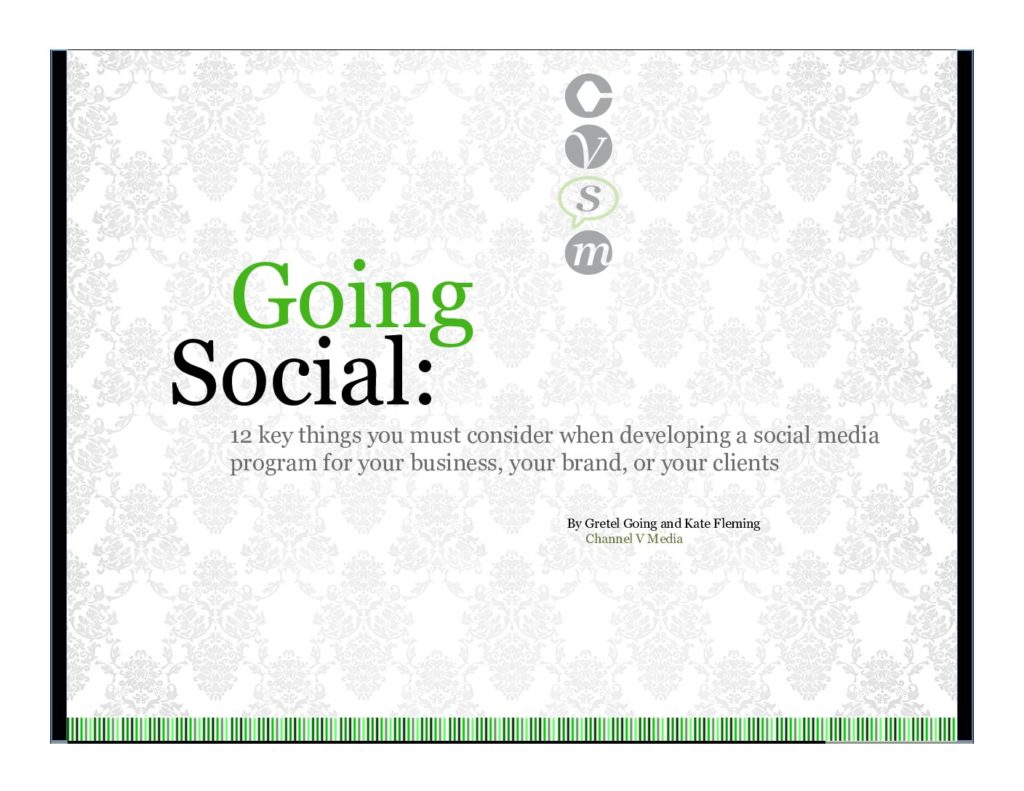 C
v
s
m
Going
Social:
12 key things you must consider when developing a social media
program for your business, your brand, or your clients
By Gretel Going and Kate Fleming
Channel V Media